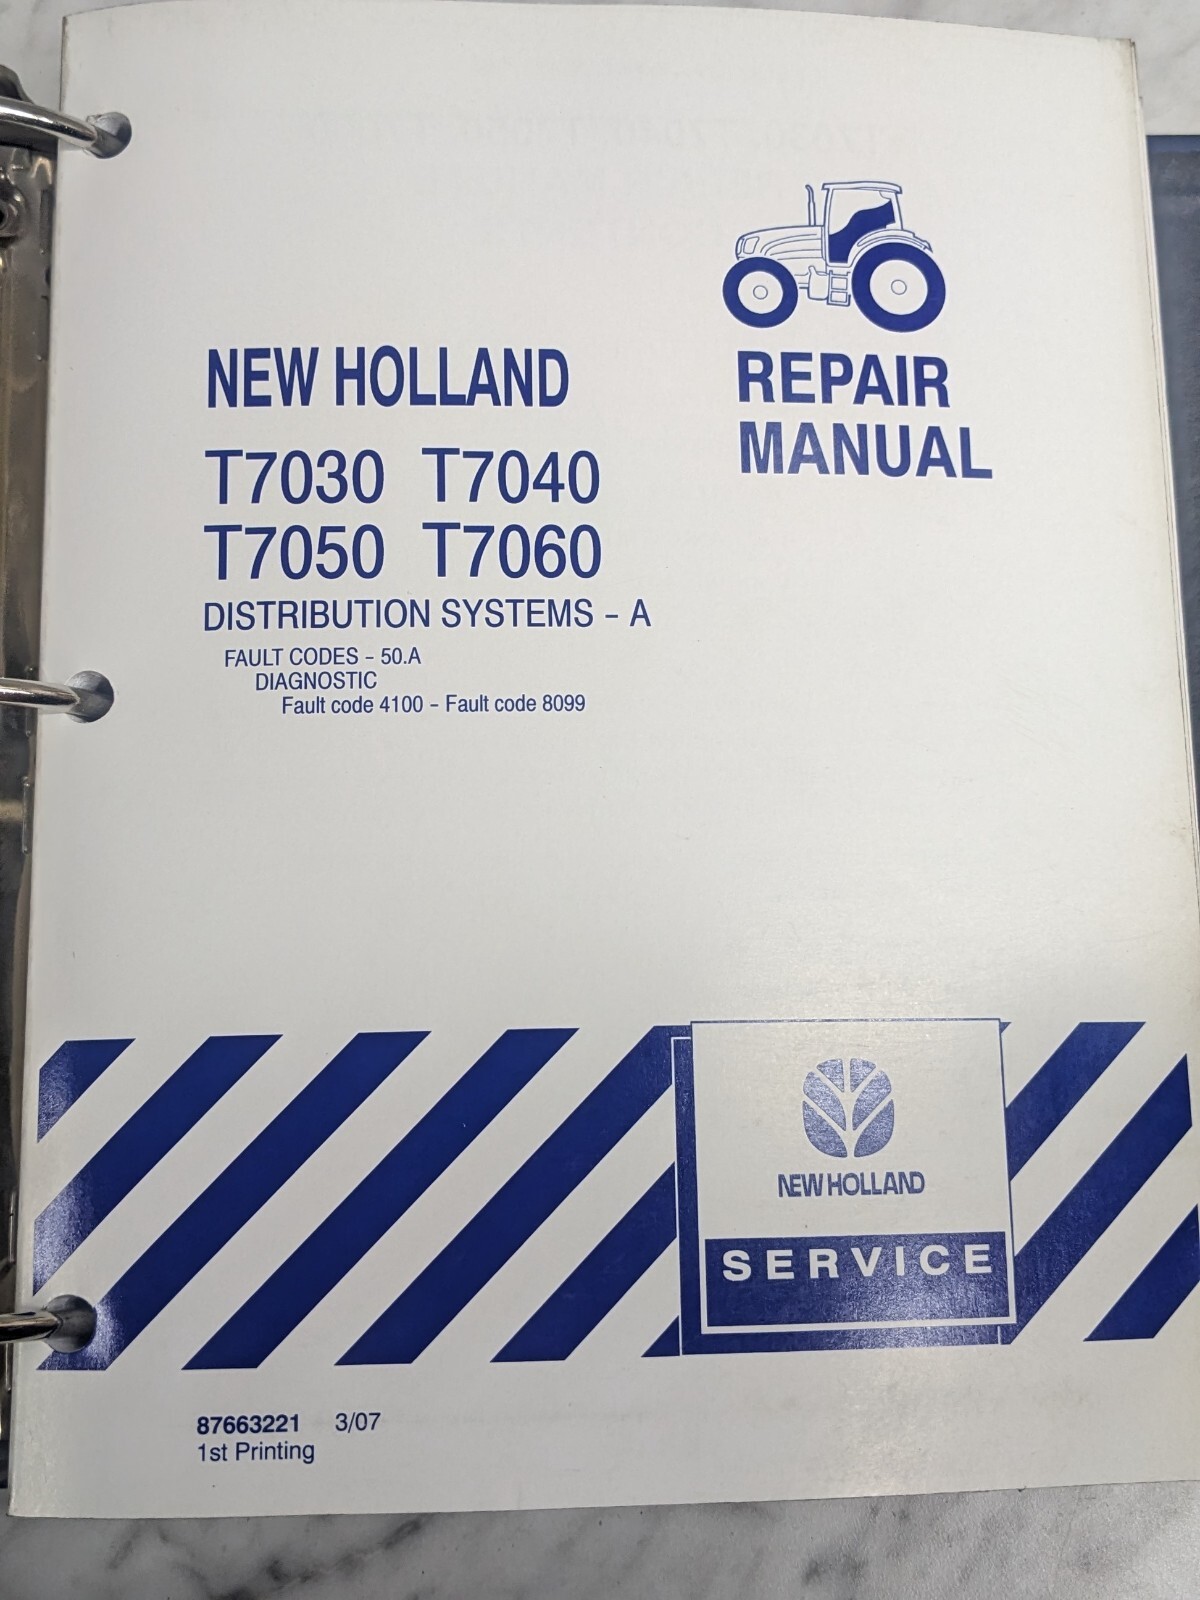 REPAIR
MANUAL
NEW HOLLAND
T7030 T7040
T7050 T7060
DISTRIBUTION SYSTEMS - A
FAULT CODES - 50.A
DIAGNOSTIC
Fault code 4100 - Fault code 8099
NEW HOLLAND
SERVICE
87663221 3/07
1st Printing